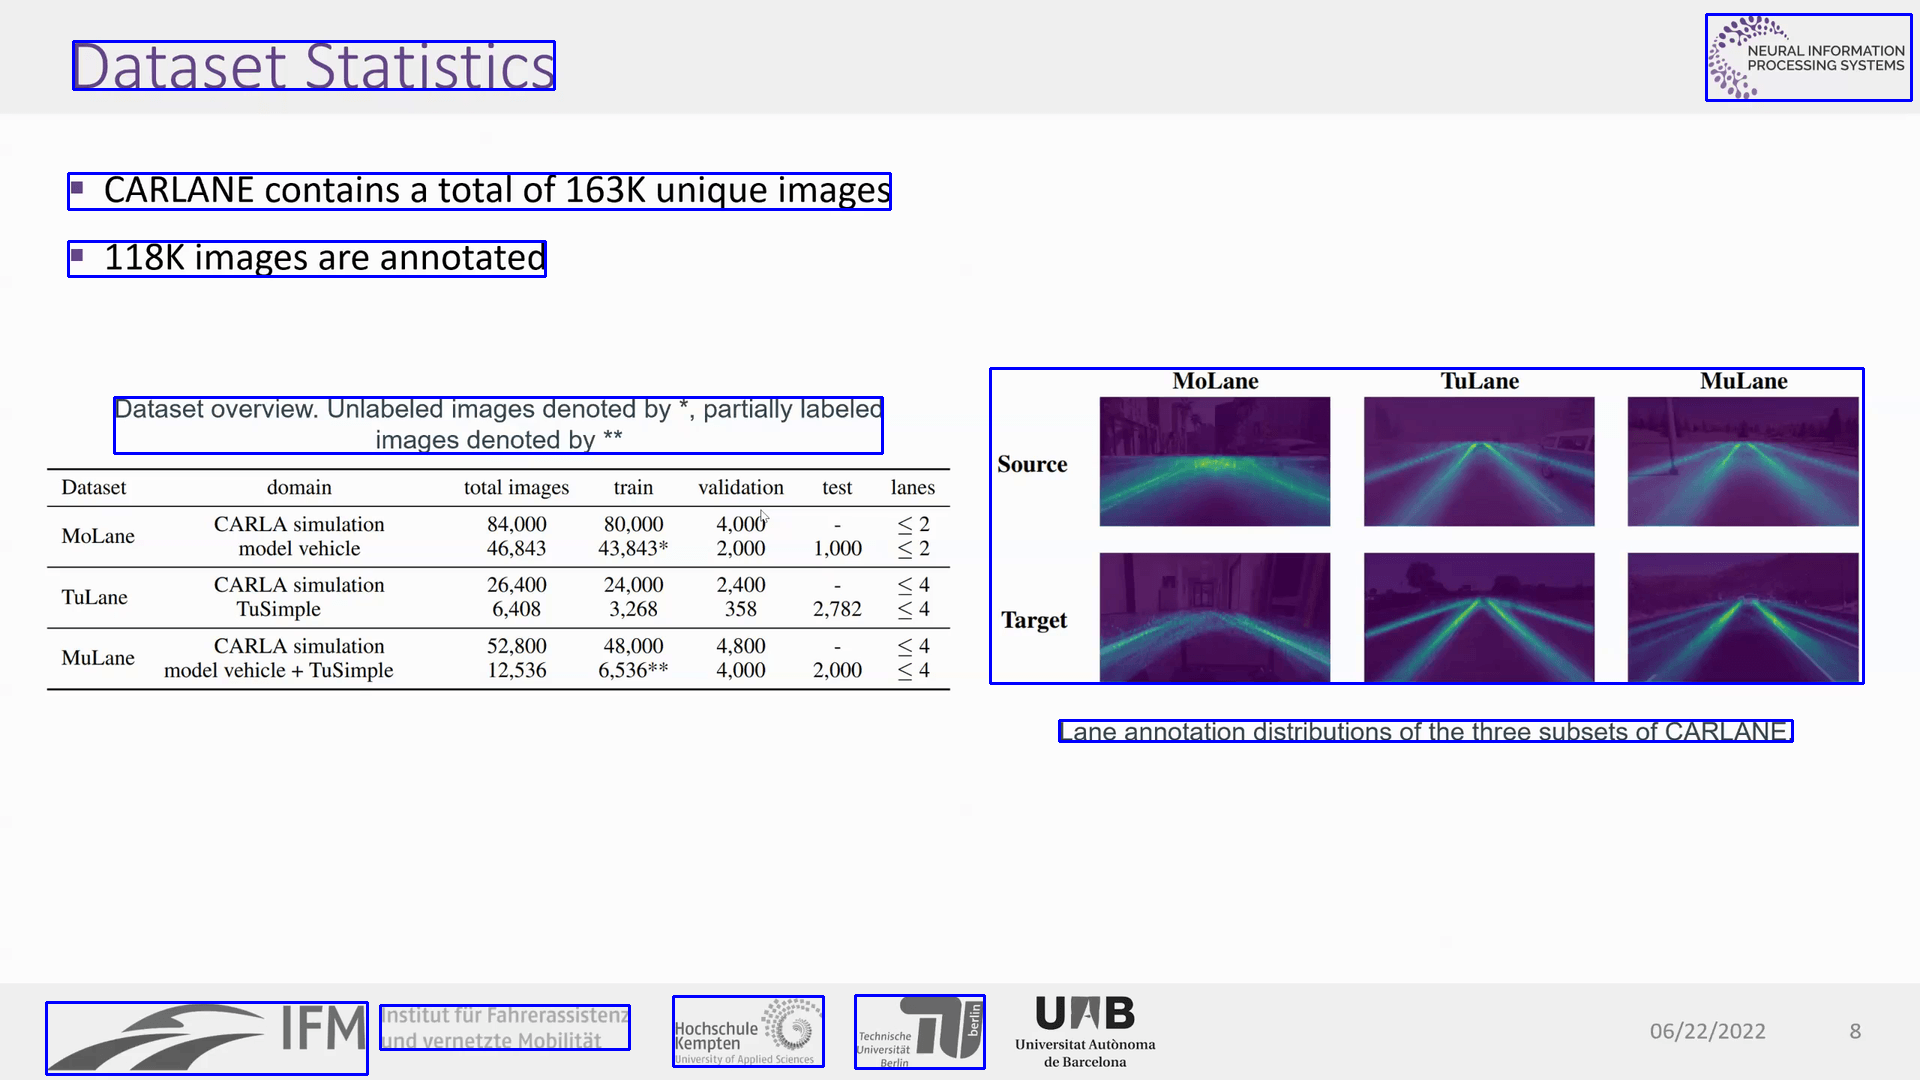 Dataset Statistics
NEURAL INFORMATION
PROCESSING SYSTEMS
▪ CARLANE contains a total of 163K unique images
▪ 118K images are annotated
Dataset overview. Unlabeled images denoted by *, partially labeled
images denoted by **
Dataset domain total images train validation test lanes
MoLane CARLA simulation 84,000 80,000 4,000 - ≤ 2
model vehicle 46,843 43,843* 2,000 1,000 ≤ 2
TuLane CARLA simulation 26,400 24,000 2,400 - ≤ 4
TuSimple 6,408 3,268 358 2,782 ≤ 4
MuLane CARLA simulation 52,800 48,000 4,800 - ≤ 4
model vehicle + TuSimple 12,536 6,536** 4,000 2,000 ≤ 4
MoLane TuLane MuLane
Source
Target
Lane annotation distributions of the three subsets of CARLANE.
IFM
Institut für Fahrerassistenz
und vernetzte Mobilität
Hochschule
Kempten
University of Applied Sciences
Technische
Universität
Berlin
berlin
UAB
Universitat Autònoma
de Barcelona
06/22/2022
8